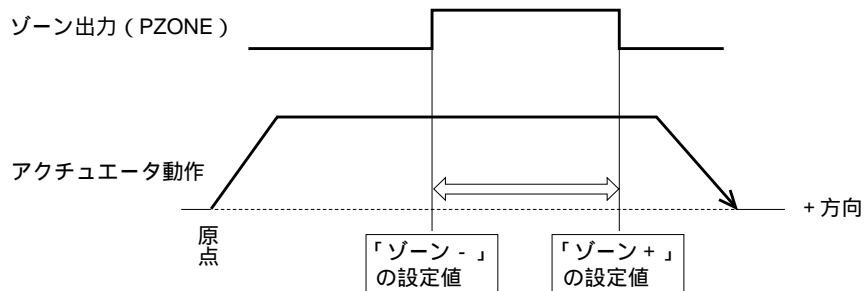 ゾーン出力(PZONE)
アクチュエータ動作
+方向
原点
「ゾーン-」
の設定値
「ゾーン+」
の設定値